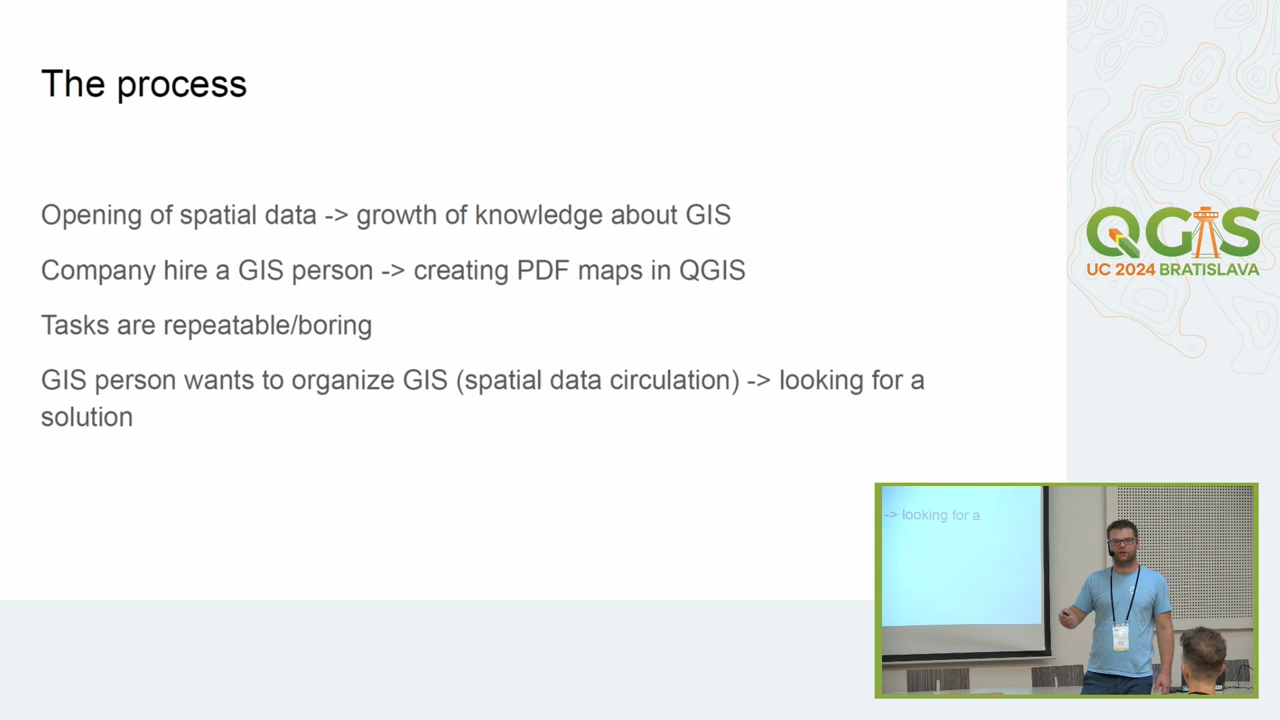 The process
Opening of spatial data -> growth of knowledge about GIS
Company hire a GIS person -> creating PDF maps in QGIS
Tasks are repeatable/boring
GIS person wants to organize GIS (spatial data circulation) -> looking for a
solution
QGIS
UC 2024 BRATISLAVA
-> looking for a